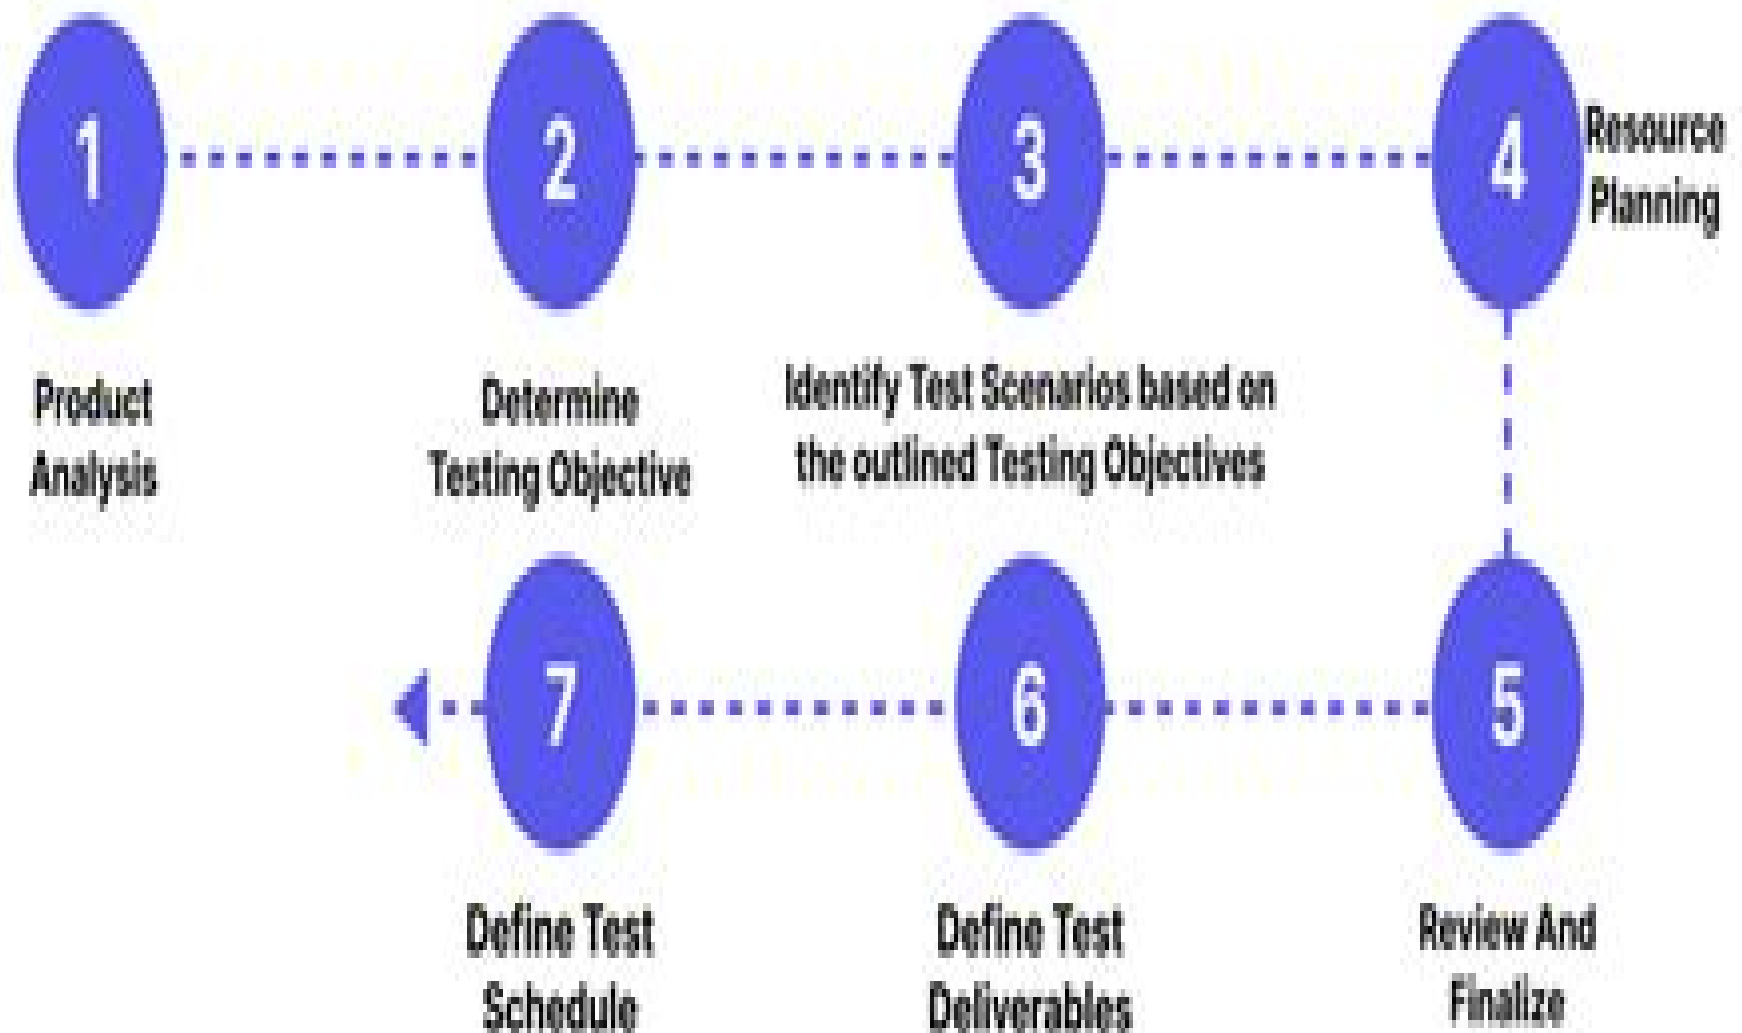 1
2
3
4
Resource
Planning
Product
Analysis
Determine
Testing Objective
Identify Test Scenarios based on
the outlined Testing Objectives
7
6
5
Define Test
Schedule
Define Test
Deliverables
Review And
Finalize